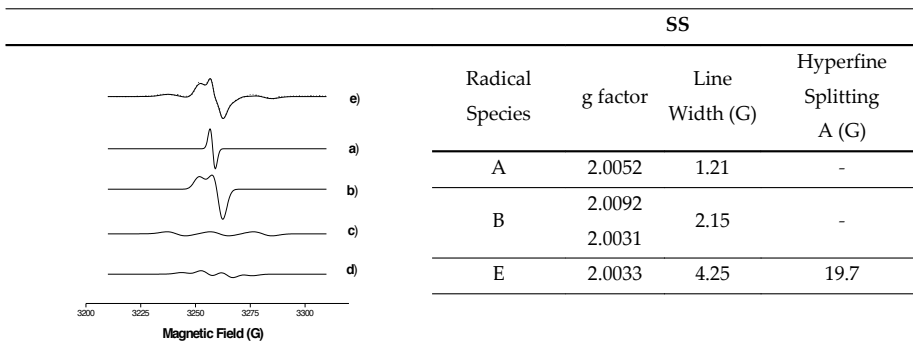 SS
e)
a)
b)
c)
d)
3200 3225 3250 3275 3300
Magnetic Field (G)
Radical Species g factor Line Width (G) Hyperfine Splitting A (G)
A 2.0052 1.21 -
B 2.0092 2.0031 2.15 -
E 2.0033 4.25 19.7